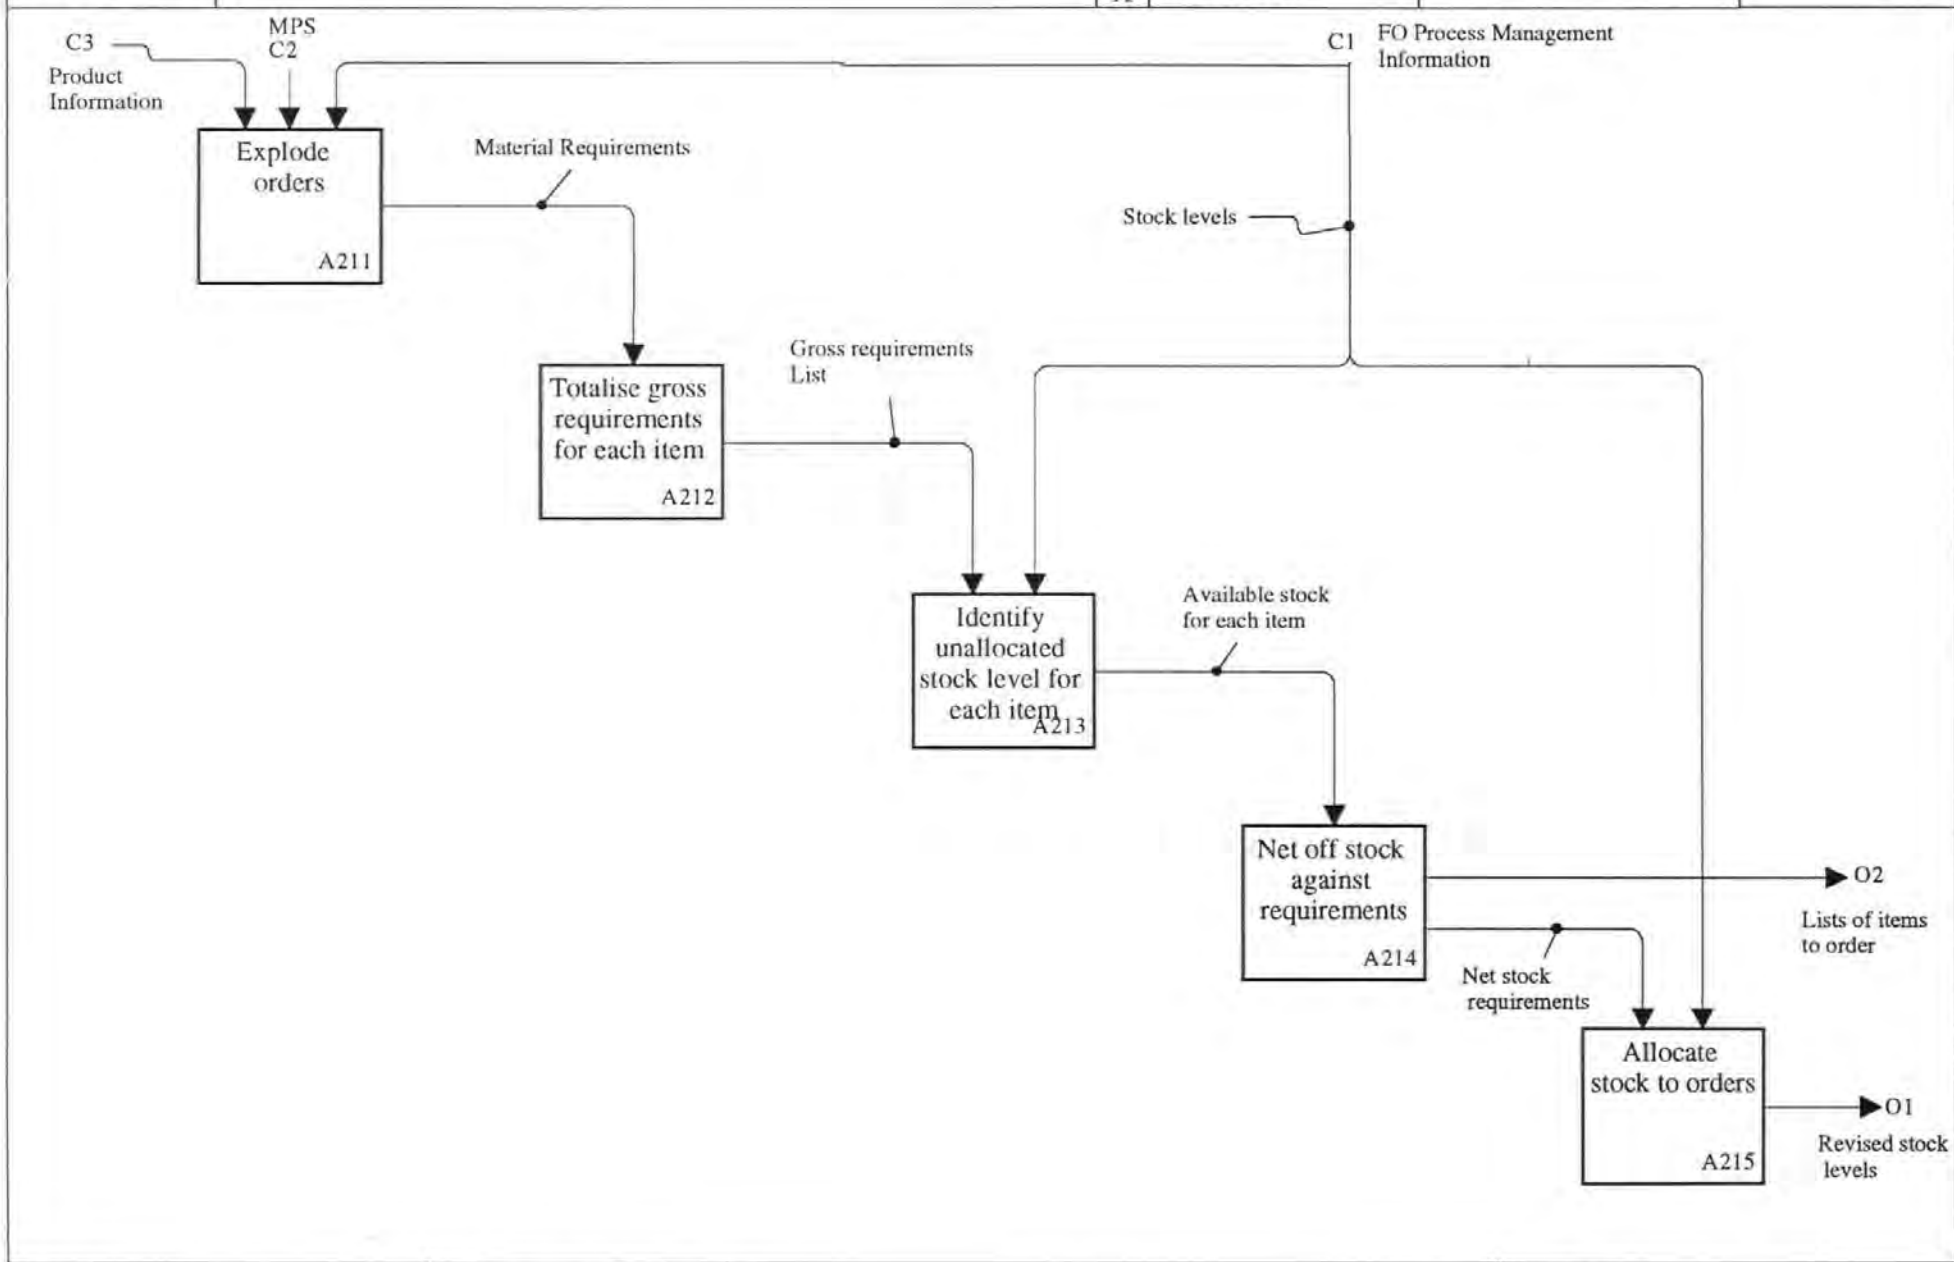 C3
Product
Information
MPS
C2
C1
FO Process Management
Information
Explode
orders
A211
Material Requirements
Stock levels
Totalise gross
requirements
for each item
A212
Gross requirements
List
Identify
unallocated
stock level for
each item
A213
Available stock
for each item
Net off stock
against
requirements
A214
O2
Lists of items
to order
Net stock
requirements
Allocate
stock to orders
A215
O1
Revised stock
levels